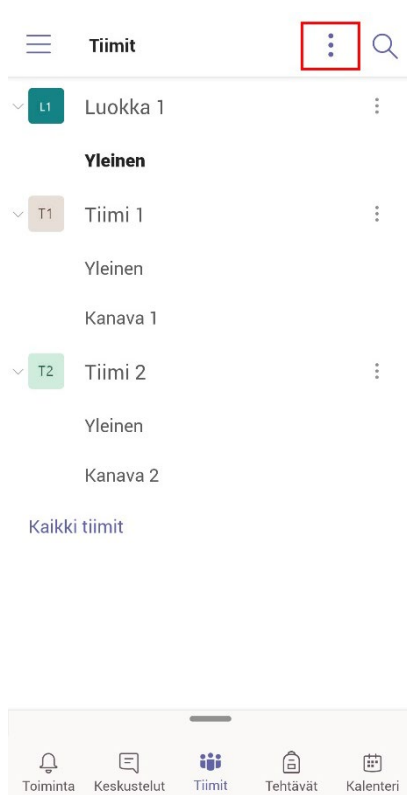 Tiimit
L1 Luokka 1
Yleinen
T1 Tiimi 1
Yleinen
Kanava 1
T2 Tiimi 2
Yleinen
Kanava 2
Kaikki tiimit
Toiminta Keskustelut Tiimit Tehtävät Kalenteri